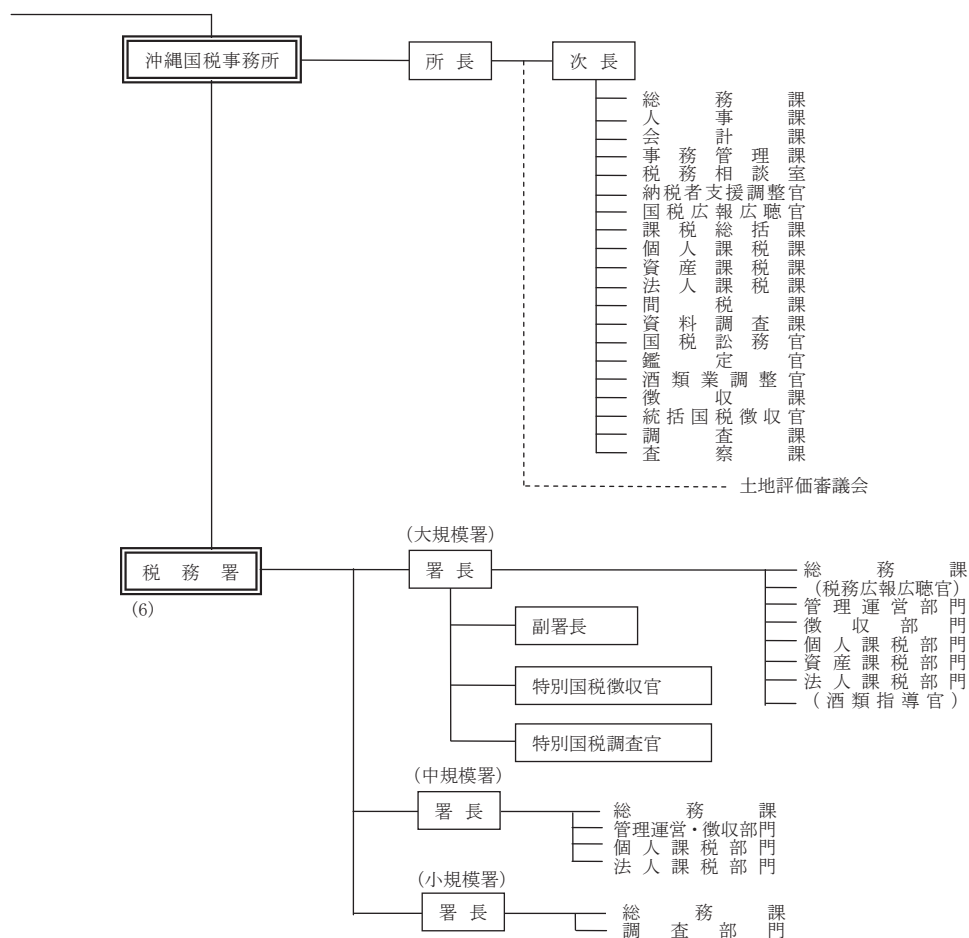 沖縄国税事務所
所長
次長
総務課
人事課
会計課
事務管理課
税務相談室
納税者支援調整官
国税広報広聴官
課税総括課
個人課税課
資産課税課
法人課税課
間税課
資料調査課
国税訟務官
鑑定官
酒類業調整官
徴収課
統括国税徴収官
調査課
査察課
土地評価審議会
税務署
(6)
(大規模署)
署長
副署長
特別国税徴収官
特別国税調査官
総務課
(税務広報広聴官)
管理運営部門
徴収部門
個人課税部門
資産課税部門
法人課税部門
(酒類指導官)
(中規模署)
署長
総務課
管理運営・徴収部門
個人課税部門
法人課税部門
(小規模署)
署長
総務課
調査部門